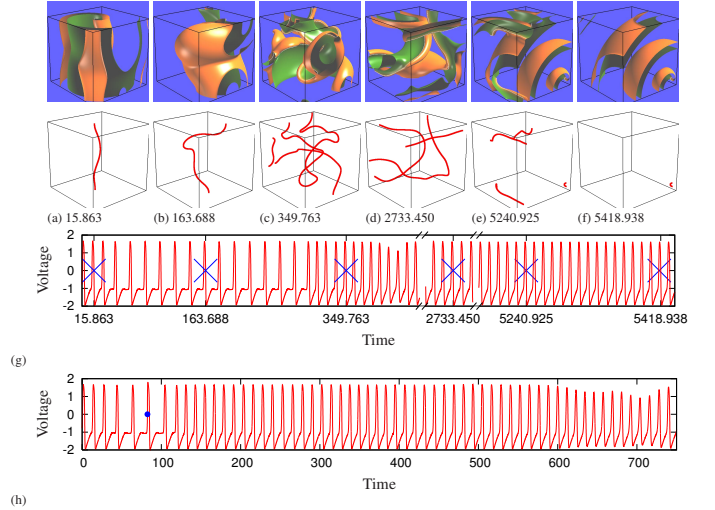 (a) 15.863 (b) 163.688 (c) 349.763 (d) 2733.450 (e) 5240.925 (f) 5418.938
2
1
0
-1
-2
Voltage
15.863 163.688 349.763 2733.450 5240.925 5418.938
Time
(g)
2
1
0
-1
-2
Voltage
0 100 200 300 400 500 600 700
Time
(h)